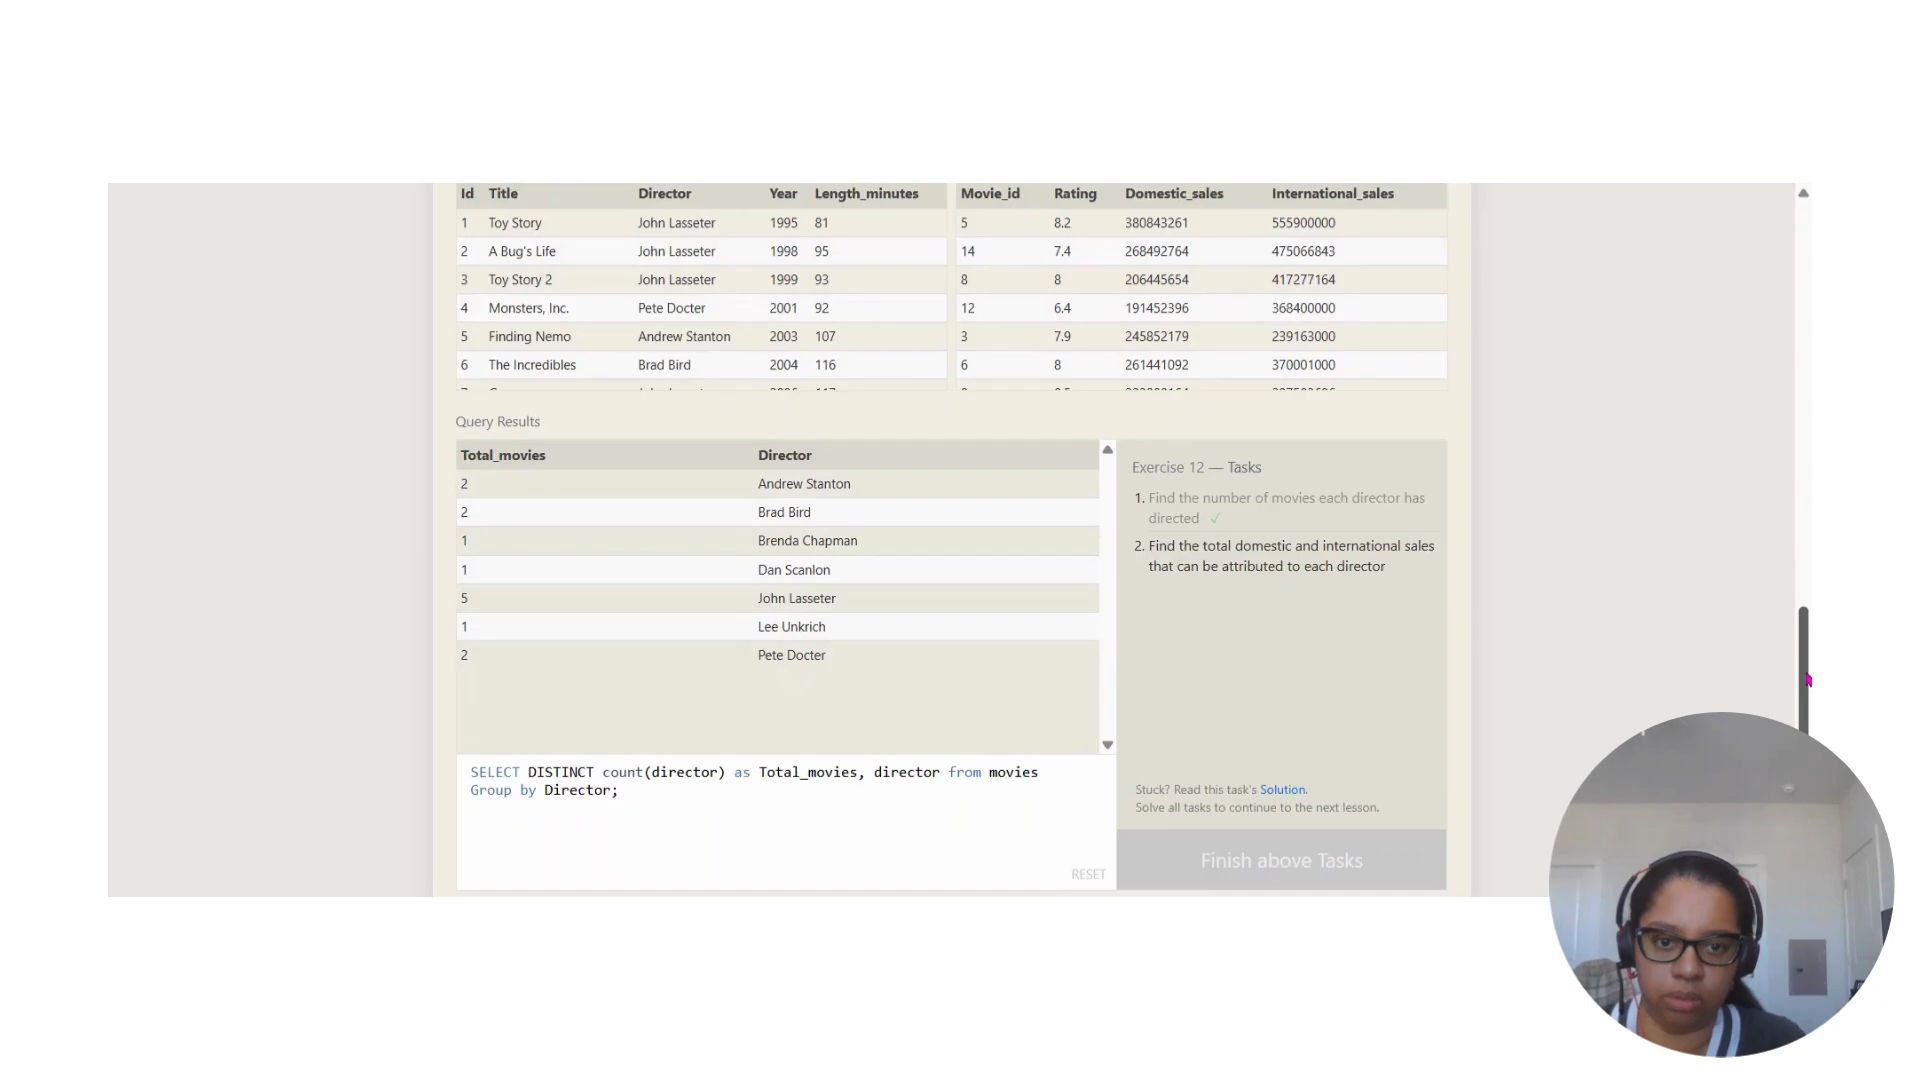 Id Title Director Year Length_minutes
1 Toy Story John Lasseter 1995 81
2 A Bug's Life John Lasseter 1998 95
3 Toy Story 2 John Lasseter 1999 93
4 Monsters, Inc. Pete Docter 2001 92
5 Finding Nemo Andrew Stanton 2003 107
6 The Incredibles Brad Bird 2004 116
Movie_id Rating Domestic_sales International_sales
5 8.2 380843261 555900000
14 7.4 268492764 475066843
8 8 206445654 417277164
12 6.4 191452396 368400000
3 7.9 245852179 239163000
6 8 261441092 370001000
Query Results
Total_movies Director
2 Andrew Stanton
2 Brad Bird
1 Brenda Chapman
1 Dan Scanlon
5 John Lasseter
1 Lee Unkrich
2 Pete Docter
SELECT DISTINCT count(director) as Total_movies, director from movies
Group by Director;
RESET
Exercise 12 — Tasks
1. Find the number of movies each director has
directed ✓
2. Find the total domestic and international sales
that can be attributed to each director
Stuck? Read this task's Solution.
Solve all tasks to continue to the next lesson.
Finish above Tasks